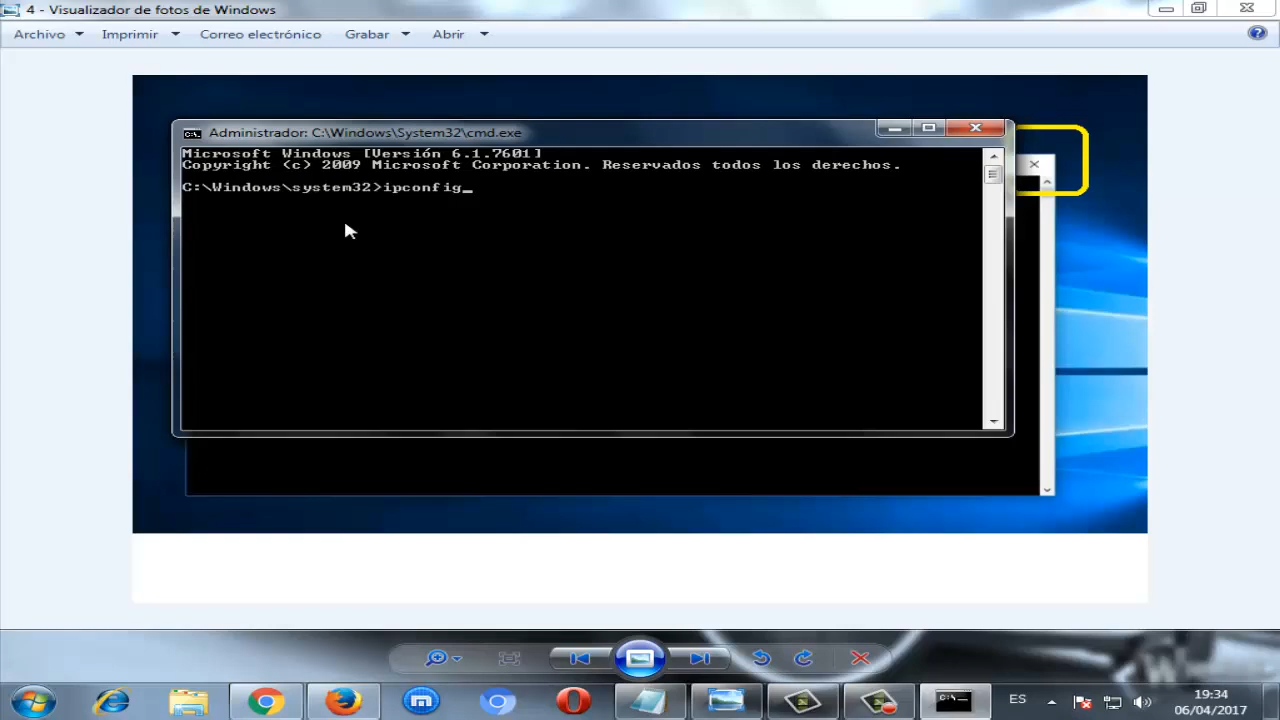 4 - Visualizador de fotos de Windows
Archivo Imprimir Correo electrónico Grabar Abrir
Administrador: C:\Windows\System32\cmd.exe
Microsoft Windows [Versión 6.1.7601]
Copyright (c) 2009 Microsoft Corporation. Reservados todos los derechos.
C:\Windows\system32>ipconfig_
ES
19:34
06/04/2017